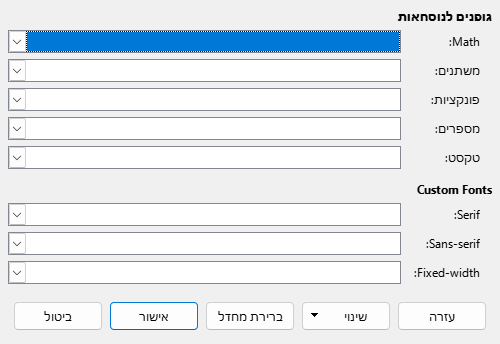 גופנים לנוסחאות
Math:
משתנים:
פונקציות:
מספרים:
טקסט:
Custom Fonts
Serif:
Sans-serif:
Fixed-width:
עזרה שינוי ברירת מחדל אישור ביטול